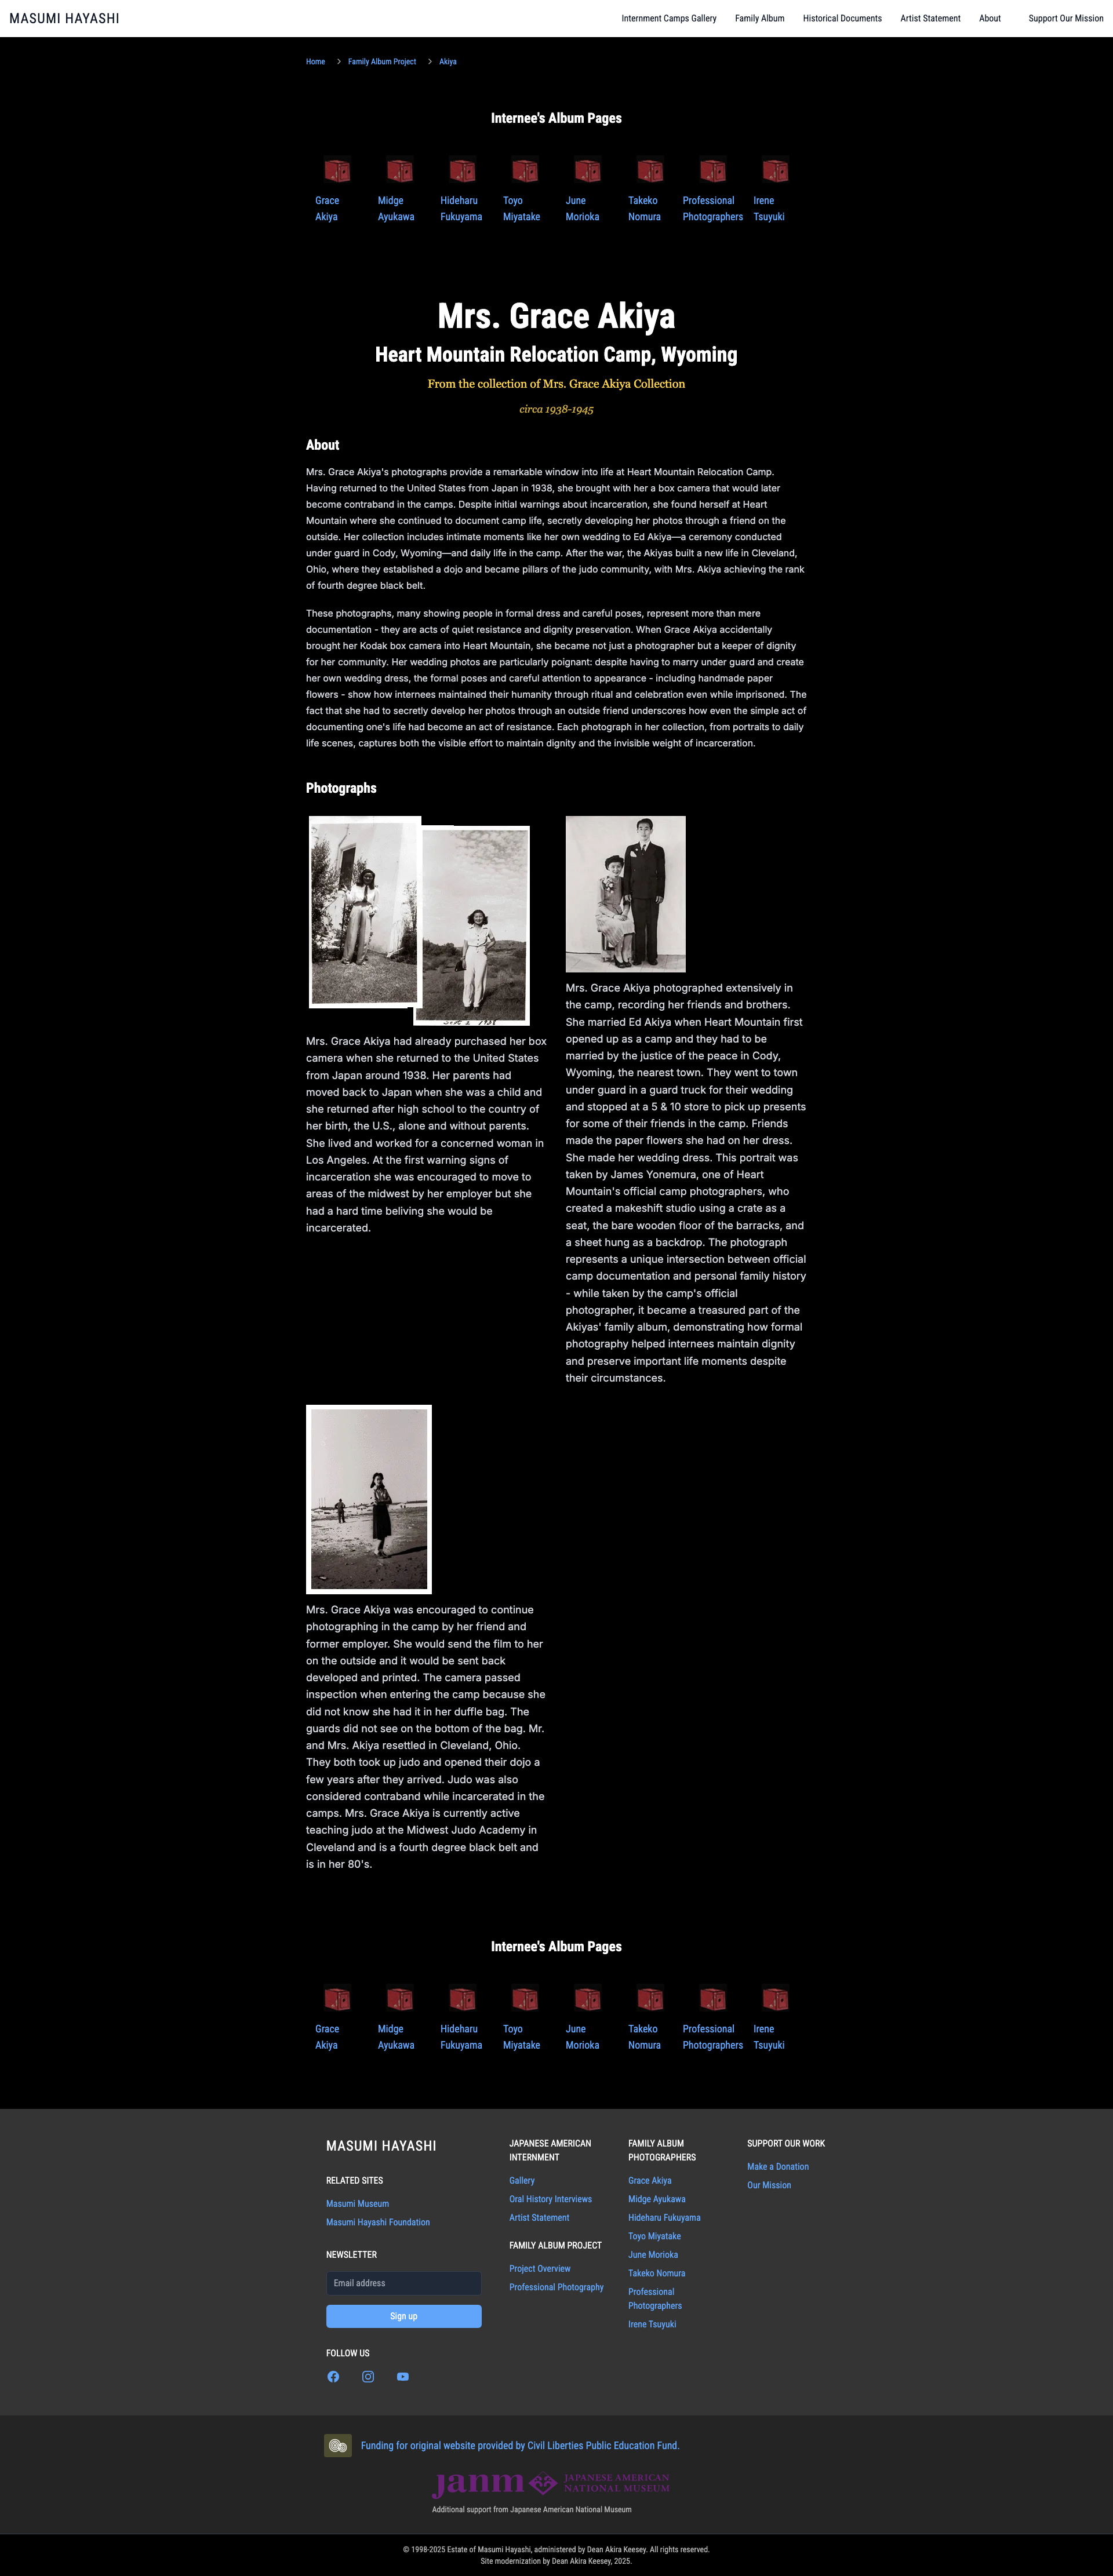 MASUMI HAYASHI
Internment Camps Gallery
Family Album
Historical Documents
Artist Statement
About
Support Our Mission
Home
Family Album Project
Akiya
Internee's Album Pages
Grace
Akiya
Midge
Ayukawa
Hideharu
Fukuyama
Toyo
Miyatake
June
Morioka
Takeko
Nomura
Professional
Photographers
Irene
Tsuyuki
Mrs. Grace Akiya
Heart Mountain Relocation Camp, Wyoming
From the collection of Mrs. Grace Akiya Collection
circa 1938-1945
About
Mrs. Grace Akiya's photographs provide a remarkable window into life at Heart Mountain Relocation Camp.
Having returned to the United States from Japan in 1938, she brought with her a box camera that would later
become contraband in the camps. Despite initial warnings about incarceration, she found herself at Heart
Mountain where she continued to document camp life, secretly developing her photos through a friend on the
outside. Her collection includes intimate moments like her own wedding to Ed Akiya—a ceremony conducted
under guard in Cody, Wyoming—and daily life in the camp. After the war, the Akiyas built a new life in Cleveland,
Ohio, where they established a dojo and became pillars of the judo community, with Mrs. Akiya achieving the rank
of fourth degree black belt.
These photographs, many showing people in formal dress and careful poses, represent more than mere
documentation - they are acts of quiet resistance and dignity preservation. When Grace Akiya accidentally
brought her Kodak box camera into Heart Mountain, she became not just a photographer but a keeper of dignity
for her community. Her wedding photos are particularly poignant: despite having to marry under guard and create
her own wedding dress, the formal poses and careful attention to appearance - including handmade paper
flowers - show how internees maintained their humanity through ritual and celebration even while imprisoned. The
fact that she had to secretly develop her photos through an outside friend underscores how even the simple act of
documenting one's life had become an act of resistance. Each photograph in her collection, from portraits to daily
life scenes, captures both the visible effort to maintain dignity and the invisible weight of incarceration.
Photographs
Mrs. Grace Akiya had already purchased her box
camera when she returned to the United States
from Japan around 1938. Her parents had
moved back to Japan when she was a child and
she returned after high school to the country of
her birth, the U.S., alone and without parents.
She lived and worked for a concerned woman in
Los Angeles. At the first warning signs of
incarceration she was encouraged to move to
areas of the midwest by her employer but she
had a hard time beliving she would be
incarcerated.
Mrs. Grace Akiya photographed extensively in
the camp, recording her friends and brothers.
She married Ed Akiya when Heart Mountain first
opened up as a camp and they had to be
married by the justice of the peace in Cody,
Wyoming, the nearest town. They went to town
under guard in a guard truck for their wedding
and stopped at a 5 & 10 store to pick up presents
for some of their friends in the camp. Friends
made the paper flowers she had on her dress.
She made her wedding dress. This portrait was
taken by James Yonemura, one of Heart
Mountain's official camp photographers, who
created a makeshift studio using a crate as a
seat, the bare wooden floor of the barracks, and
a sheet hung as a backdrop. The photograph
represents a unique intersection between official
camp documentation and personal family history
- while taken by the camp's official
photographer, it became a treasured part of the
Akiyas' family album, demonstrating how formal
photography helped internees maintain dignity
and preserve important life moments despite
their circumstances.
Mrs. Grace Akiya was encouraged to continue
photographing in the camp by her friend and
former employer. She would send the film to her
on the outside and it would be sent back
developed and printed. The camera passed
inspection when entering the camp because she
did not know she had it in her duffle bag. The
guards did not see on the bottom of the bag. Mr.
and Mrs. Akiya resettled in Cleveland, Ohio.
They both took up judo and opened their dojo a
few years after they arrived. Judo was also
considered contraband while incarcerated in the
camps. Mrs. Grace Akiya is currently active
teaching judo at the Midwest Judo Academy in
Cleveland and is a fourth degree black belt and
is in her 80's.
Internee's Album Pages
Grace
Akiya
Midge
Ayukawa
Hideharu
Fukuyama
Toyo
Miyatake
June
Morioka
Takeko
Nomura
Professional
Photographers
Irene
Tsuyuki
MASUMI HAYASHI
RELATED SITES
Masumi Museum
Masumi Hayashi Foundation
NEWSLETTER
Email address
Sign up
FOLLOW US
JAPANESE AMERICAN
INTERNMENT
Gallery
Oral History Interviews
Artist Statement
FAMILY ALBUM PROJECT
Project Overview
Professional Photography
FAMILY ALBUM
PHOTOGRAPHERS
Grace Akiya
Midge Ayukawa
Hideharu Fukuyama
Toyo Miyatake
June Morioka
Takeko Nomura
Professional
Photographers
Irene Tsuyuki
SUPPORT OUR WORK
Make a Donation
Our Mission
Funding for original website provided by Civil Liberties Public Education Fund.
janm
JAPANESE AMERICAN
NATIONAL MUSEUM
Additional support from Japanese American National Museum
© 1998-2025 Estate of Masumi Hayashi, administered by Dean Akira Keesey. All rights reserved.
Site modernization by Dean Akira Keesey, 2025.